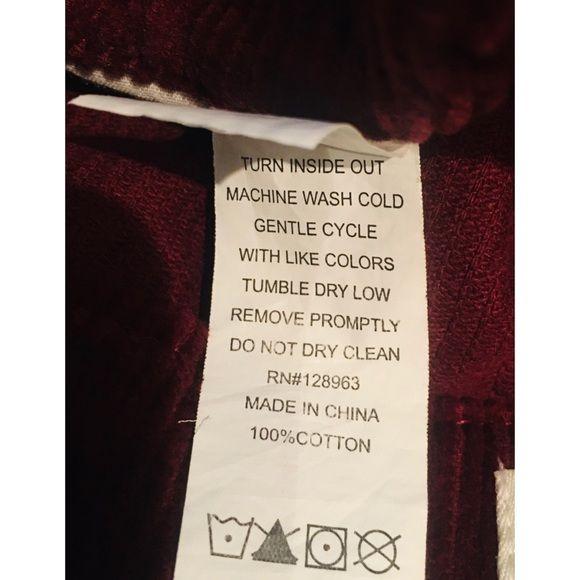 TURN INSIDE OUT
MACHINE WASH COLD
GENTLE CYCLE
WITH LIKE COLORS
TUMBLE DRY LOW
REMOVE PROMPTLY
DO NOT DRY CLEAN
RN#128963
MADE IN CHINA
100%COTTON